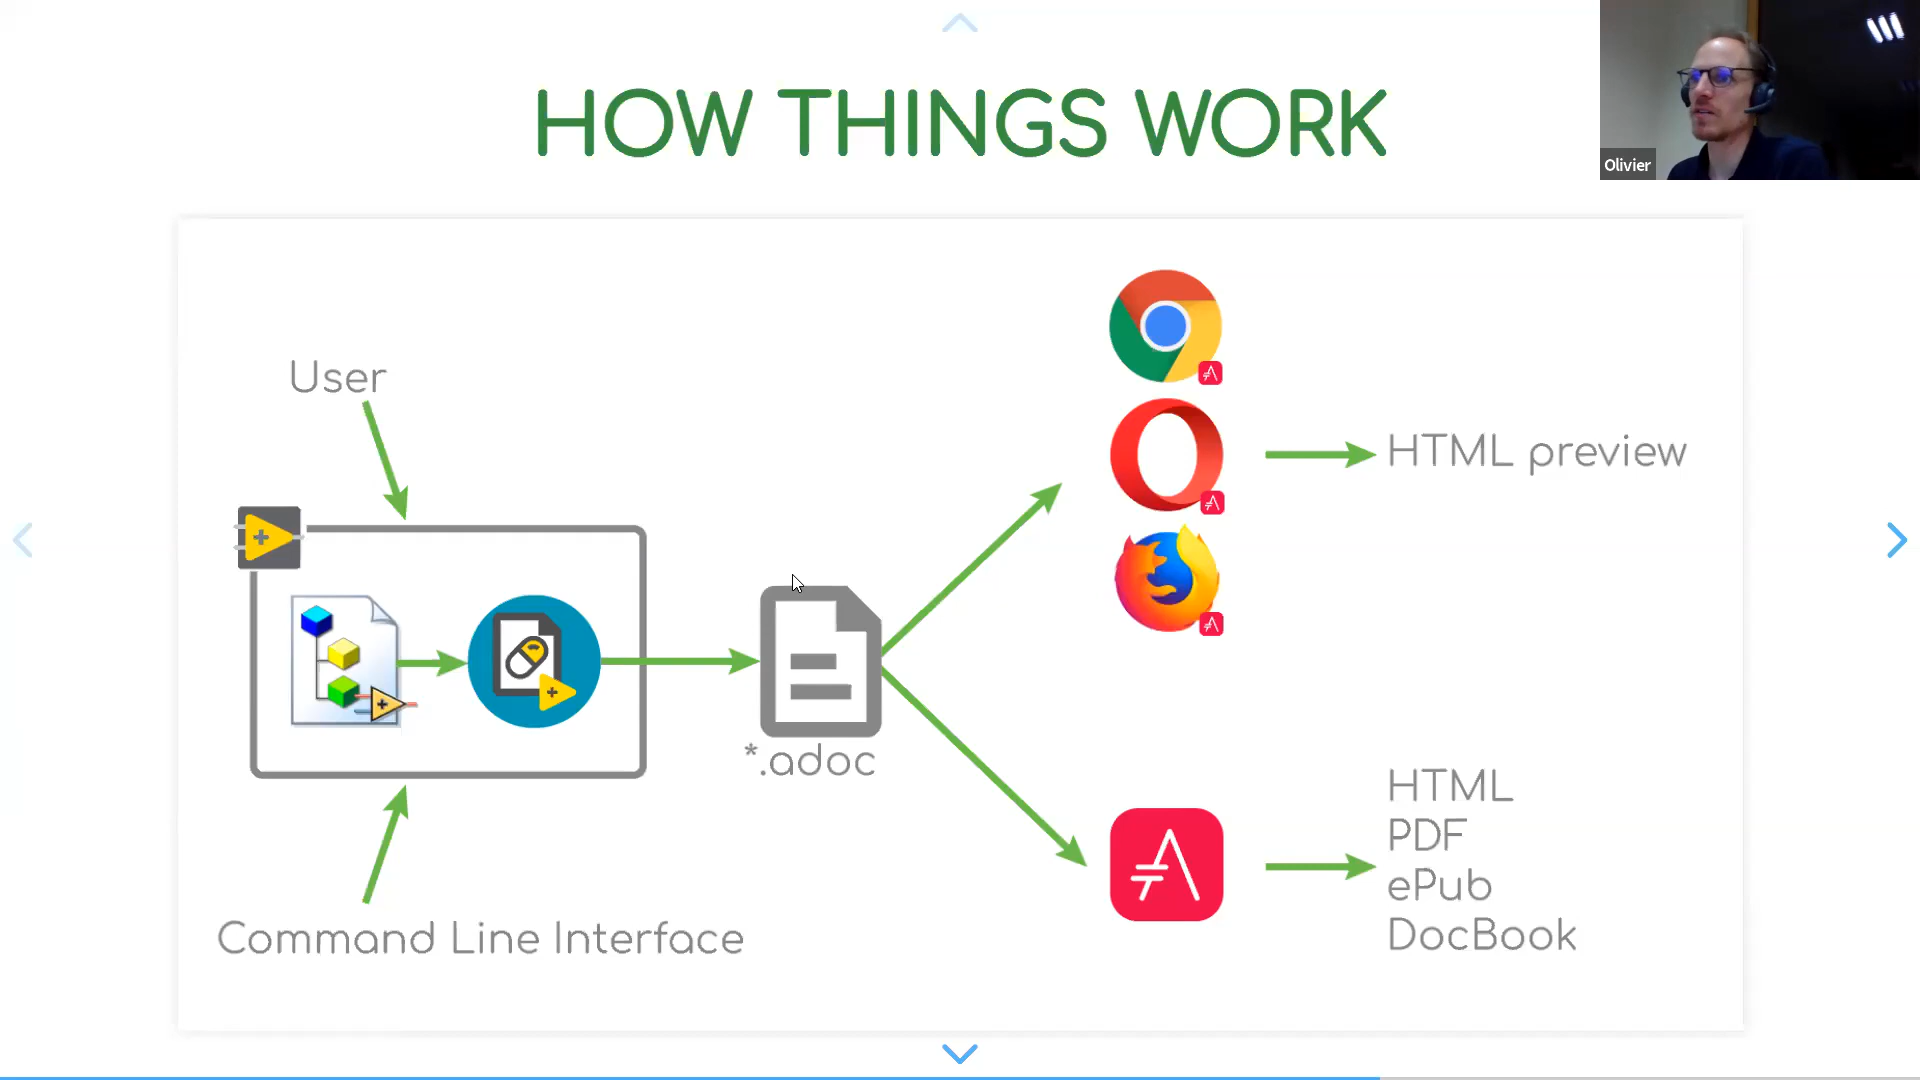 HOW THINGS WORK
Olivier
User
HTML preview
*.adoc
HTML
PDF
ePub
DocBook
Command Line Interface